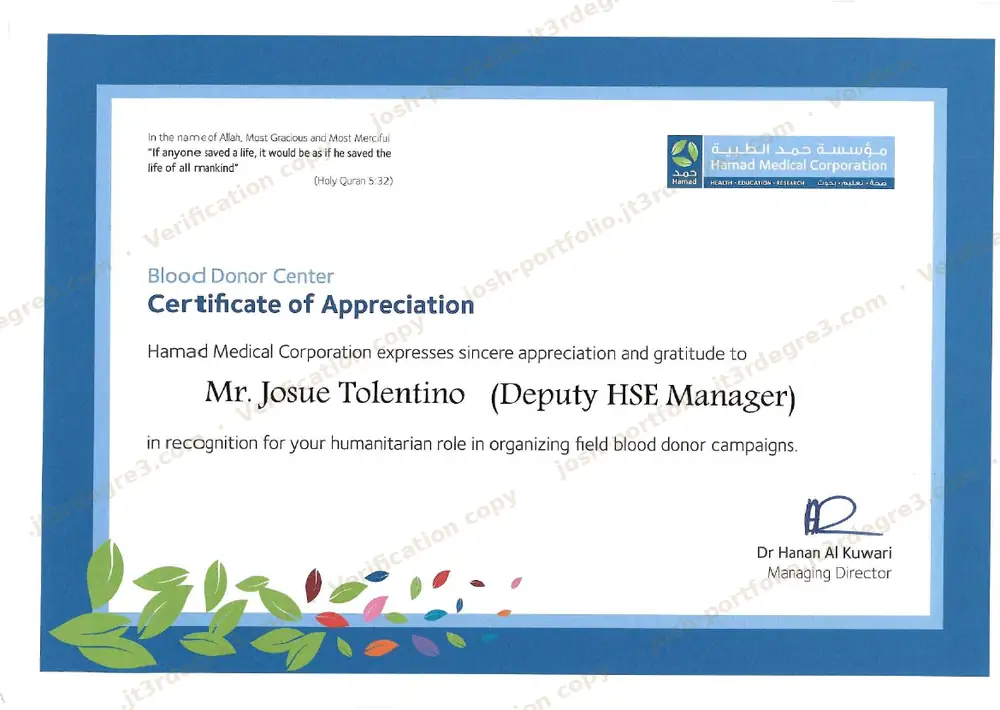 In the name of Allah, Most Gracious and Most Merciful
"If anyone saved a life, it would be as if he saved the
life of all mankind"
(Holy Quran 5:32)
مؤسسة حمد الطبية
Hamad Medical Corporation
حمد
Hamad
HEALTH • EDUCATION • RESEARCH صحة • تعليم • بحوث
Blood Donor Center
Certificate of Appreciation
Hamad Medical Corporation expresses sincere appreciation and gratitude to
Mr. Josue Tolentino (Deputy HSE Manager)
in recognition for your humanitarian role in organizing field blood donor campaigns.
Dr Hanan Al Kuwari
Managing Director
Verification copy · josh-portfolio.jt3rdegre3.com · Verification copy